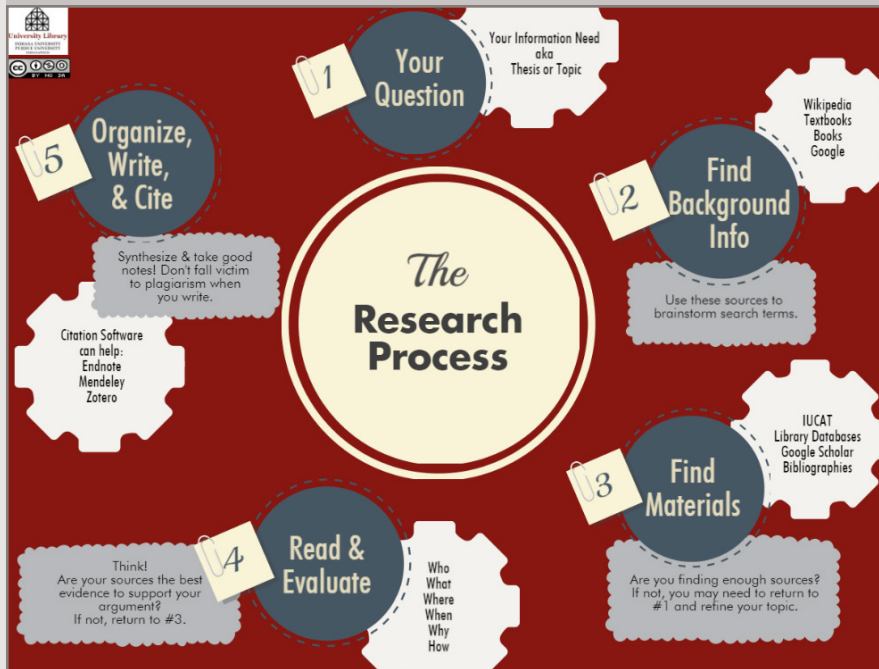 University Library
INDIANA UNIVERSITY
PURDUE UNIVERSITY
INDIANAPOLIS
CC
BY NC SA
1
Your
Question
Your Information Need
aka
Thesis or Topic
2
Find
Background
Info
Wikipedia
Textbooks
Books
Google
Use these sources to
brainstorm search terms.
The
Research
Process
3
Find
Materials
IUCAT
Library Databases
Google Scholar
Bibliographies
Are you finding enough sources?
If not, you may need to return to
#1 and refine your topic.
4
Read &
Evaluate
Who
What
Where
When
Why
How
Think!
Are your sources the best
evidence to support your
argument?
If not, return to #3.
5
Organize,
Write,
& Cite
Synthesize & take good
notes! Don't fall victim
to plagiarism when
you write.
Citation Software
can help:
Endnote
Mendeley
Zotero